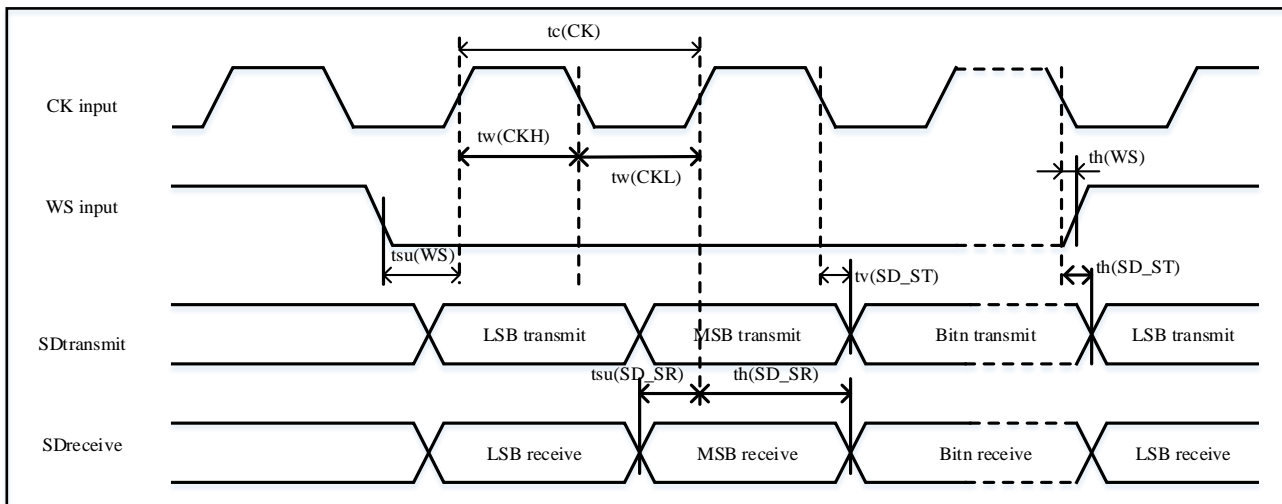 tc(CK)
CK input
tw(CKH)
tw(CKL)
th(WS)
WS input
tsu(WS)
tv(SD_ST)
th(SD_ST)
SDtransmit
LSB transmit
MSB transmit
Bitn transmit
LSB transmit
tsu(SD_SR)
th(SD_SR)
SDreceive
LSB receive
MSB receive
Bitn receive
LSB receive